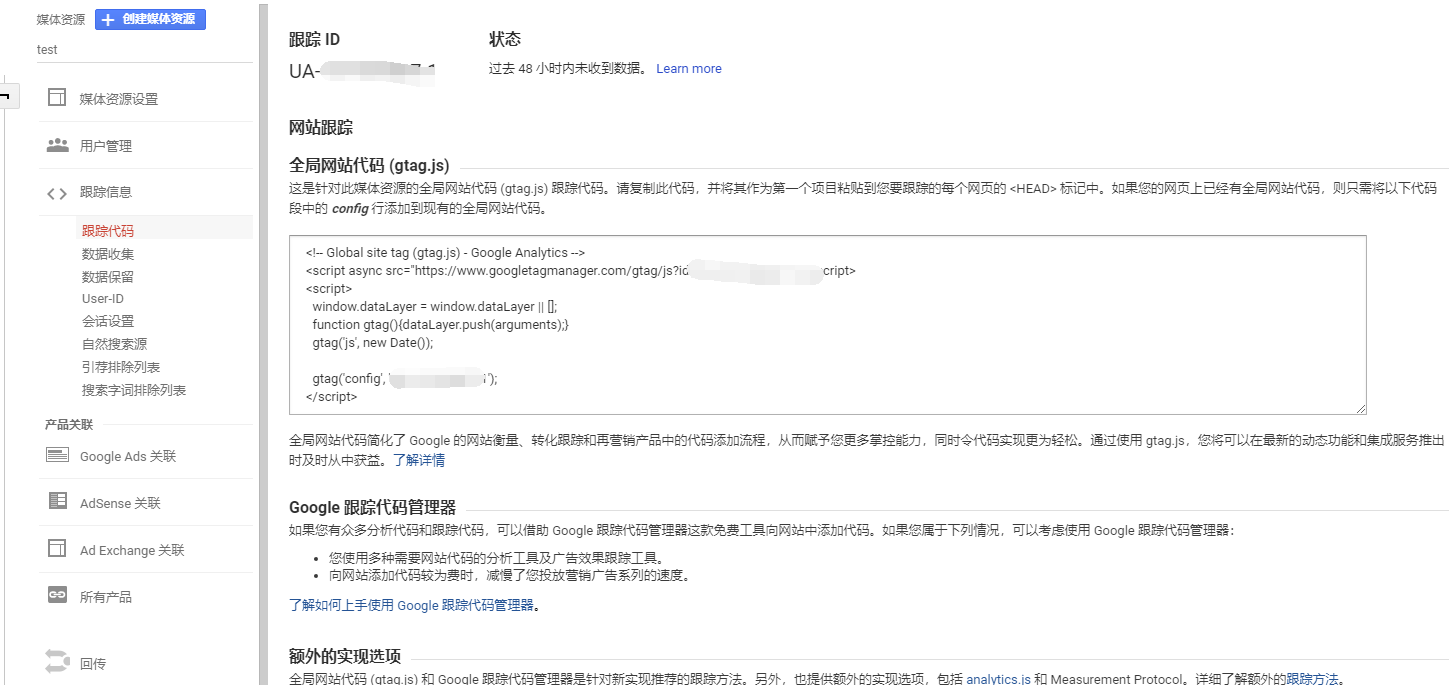 媒体资源
创建媒体资源
test
媒体资源设置
用户管理
跟踪信息
跟踪代码
数据收集
数据保留
User-ID
会话设置
自然搜索源
引荐排除列表
搜索字词排除列表
产品关联
Google Ads 关联
AdSense 关联
Ad Exchange 关联
所有产品
回传
跟踪 ID
状态
UA-
过去 48 小时内未收到数据。 Learn more
网站跟踪
全局网站代码 (gtag.js)
这是针对此媒体资源的全局网站代码 (gtag.js) 跟踪代码。请复制此代码，并将其作为第一个项目粘贴到您要跟踪的每个网页的 <HEAD> 标记中。如果您的网页上已经有全局网站代码，则只需将以下代码
段中的 config 行添加到现有的全局网站代码。
<!-- Global site tag (gtag.js) - Google Analytics -->
<script async src="https://www.googletagmanager.com/gtag/js?id cript>
<script>
window.dataLayer = window.dataLayer || [];
function gtag(){dataLayer.push(arguments);}
gtag('js', new Date());
gtag('config', ' ');
</script>
全局网站代码简化了 Google 的网站衡量、转化跟踪和再营销产品中的代码添加流程，从而赋予您更多掌控能力，同时令代码实现更为轻松。通过使用 gtag.js，您将可以在最新的动态功能和集成服务推出
时及时从中获益。了解详情
Google 跟踪代码管理器
如果您有众多分析代码和跟踪代码，可以借助 Google 跟踪代码管理器这款免费工具向网站中添加代码。如果您属于下列情况，可以考虑使用 Google 跟踪代码管理器：
• 您使用多种需要网站代码的分析工具及广告效果跟踪工具。
• 向网站添加代码较为费时，减慢了您投放营销广告系列的速度。
了解如何上手使用 Google 跟踪代码管理器。
额外的实现选项
全局网站代码 (gtag.js) 和 Google 跟踪代码管理器是针对新实现推荐的跟踪方法。另外，也提供额外的实现选项，包括 analytics.js 和 Measurement Protocol。详细了解额外的跟踪方法。